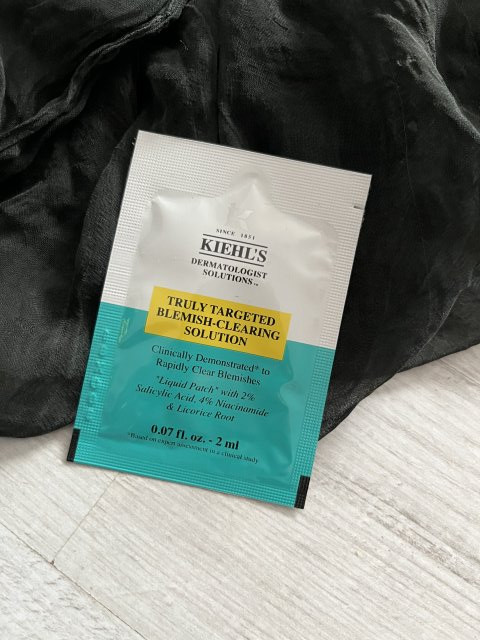 SINCE 1851
KIEHL'S
DERMATOLOGIST
SOLUTIONS™
TRULY TARGETED
BLEMISH-CLEARING
SOLUTION
Clinically Demonstrated* to
Rapidly Clear Blemishes
"Liquid Patch" with 2%
Salicylic Acid, 4% Niacinamide
& Licorice Root
0.07 fl. oz. - 2 ml
*Based on expert assessment in a clinical study